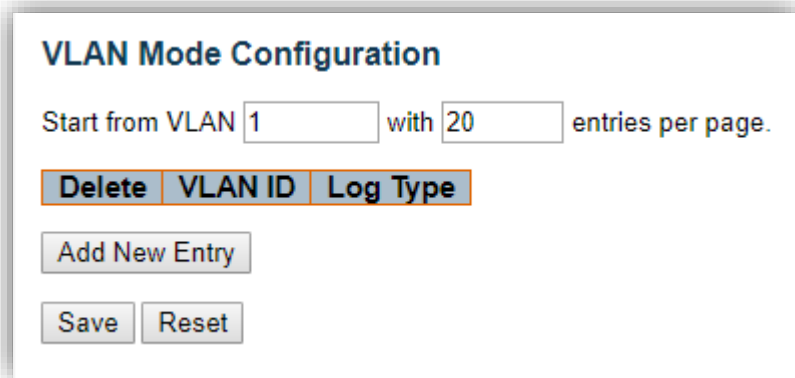 VLAN Mode Configuration
Start from VLAN 1 with 20 entries per page.
Delete VLAN ID Log Type
Add New Entry
Save Reset